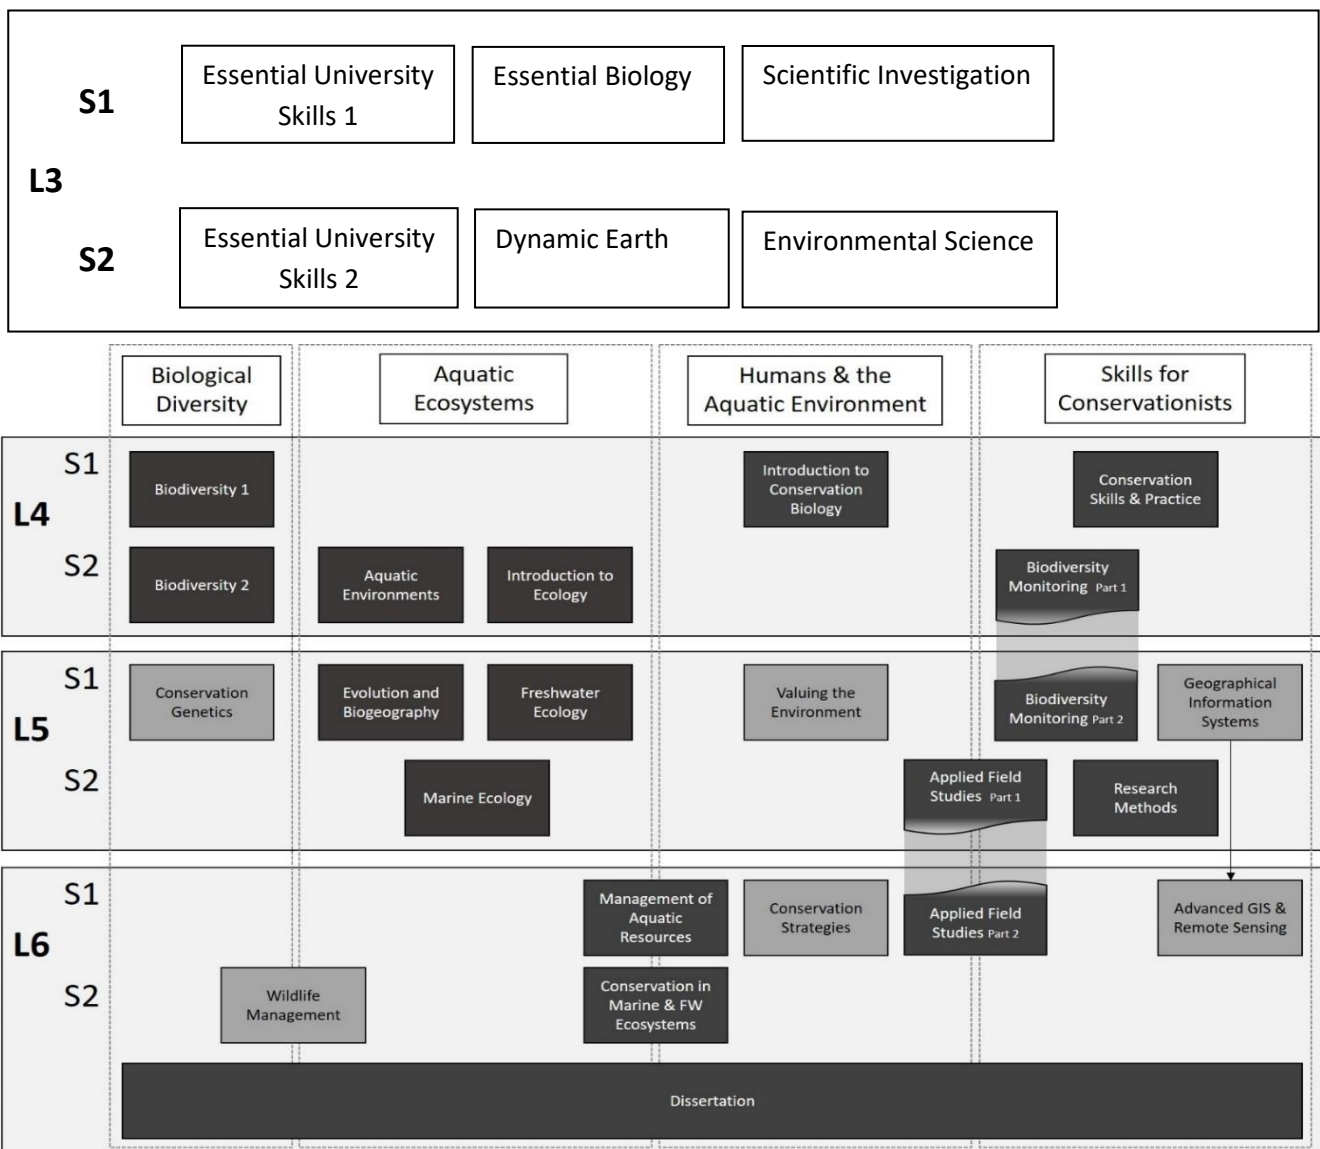 S1
Essential University
Skills 1
Essential Biology
Scientific Investigation
L3
S2
Essential University
Skills 2
Dynamic Earth
Environmental Science
Biological
Diversity
Aquatic
Ecosystems
Humans & the
Aquatic Environment
Skills for
Conservationists
L4
S1
Biodiversity 1
Introduction to
Conservation
Biology
Conservation
Skills & Practice
S2
Biodiversity 2
Aquatic
Environments
Introduction to
Ecology
Biodiversity
Monitoring Part 1
L5
S1
Conservation
Genetics
Evolution and
Biogeography
Freshwater
Ecology
Valuing the
Environment
Biodiversity
Monitoring Part 2
Geographical
Information
Systems
S2
Marine Ecology
Applied Field
Studies Part 1
Research
Methods
L6
S1
Management of
Aquatic
Resources
Conservation
Strategies
Applied Field
Studies Part 2
Advanced GIS &
Remote Sensing
S2
Wildlife
Management
Conservation in
Marine & FW
Ecosystems
Dissertation